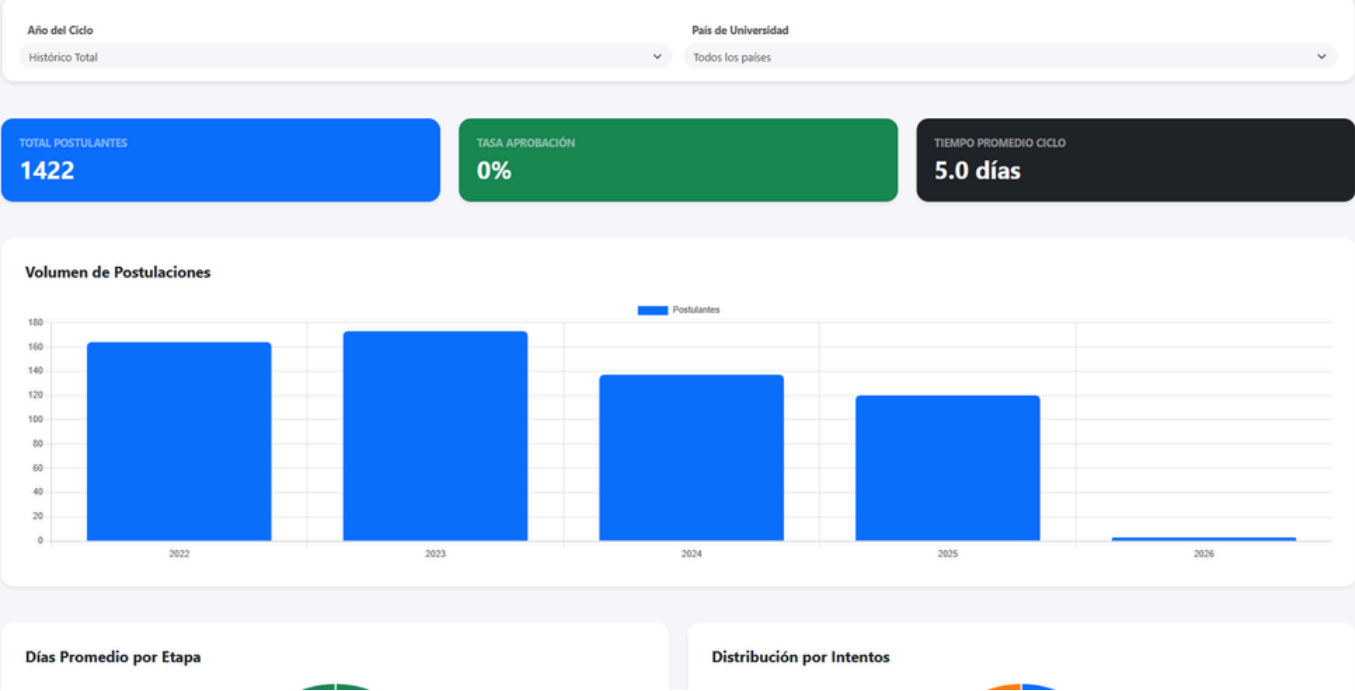 Año del Ciclo
País de Universidad
Histórico Total
Todos los países
TOTAL POSTULANTES
1422
TASA APROBACIÓN
0%
TIEMPO PROMEDIO CICLO
5.0 días
Volumen de Postulaciones
Postulantes
180
160
140
120
100
80
60
40
20
0
2022
2023
2024
2025
2026
Días Promedio por Etapa
Distribución por Intentos